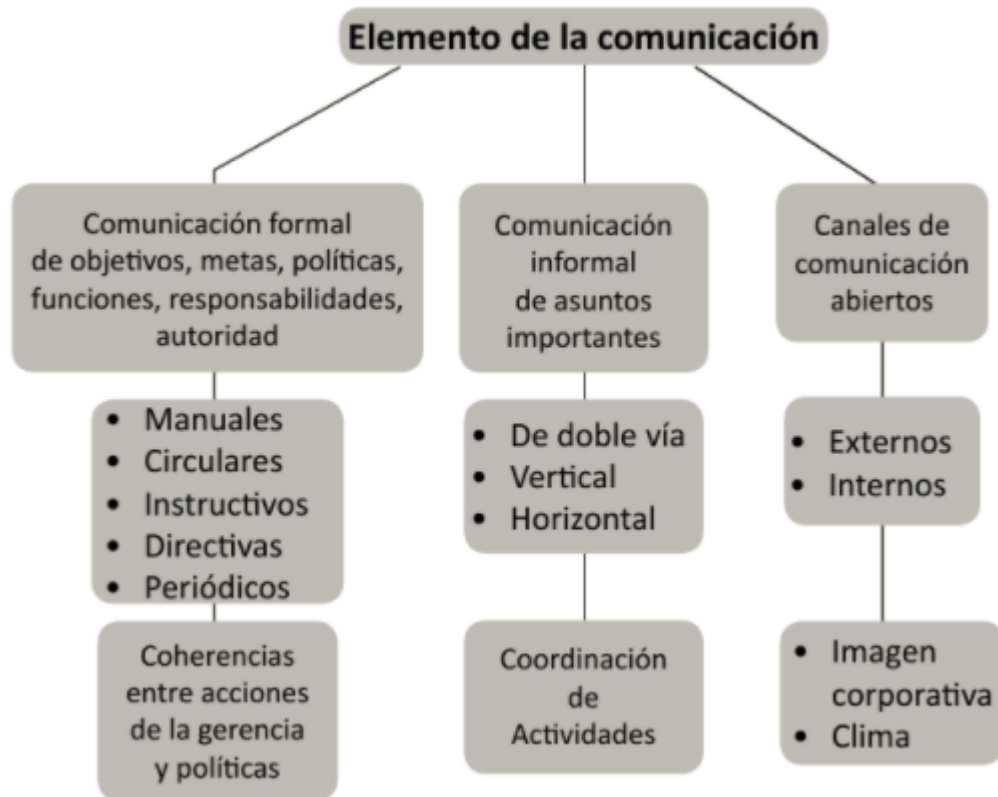 Elemento de la comunicación
Comunicación formal
de objetivos, metas, políticas,
funciones, responsabilidades,
autoridad
• Manuales
• Circulares
• Instructivos
• Directivas
• Periódicos
Coherencias
entre acciones
de la gerencia
y políticas
Comunicación
informal
de asuntos
importantes
• De doble vía
• Vertical
• Horizontal
Coordinación
de
Actividades
Canales de
comunicación
abiertos
• Externos
• Internos
• Imagen
corporativa
• Clima